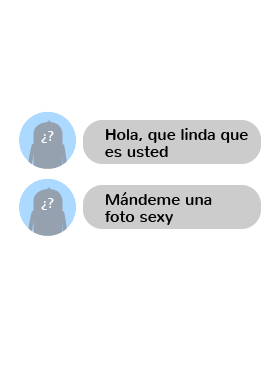 ¿?
Hola, que linda que
es usted
¿?
Mándeme una
foto sexy